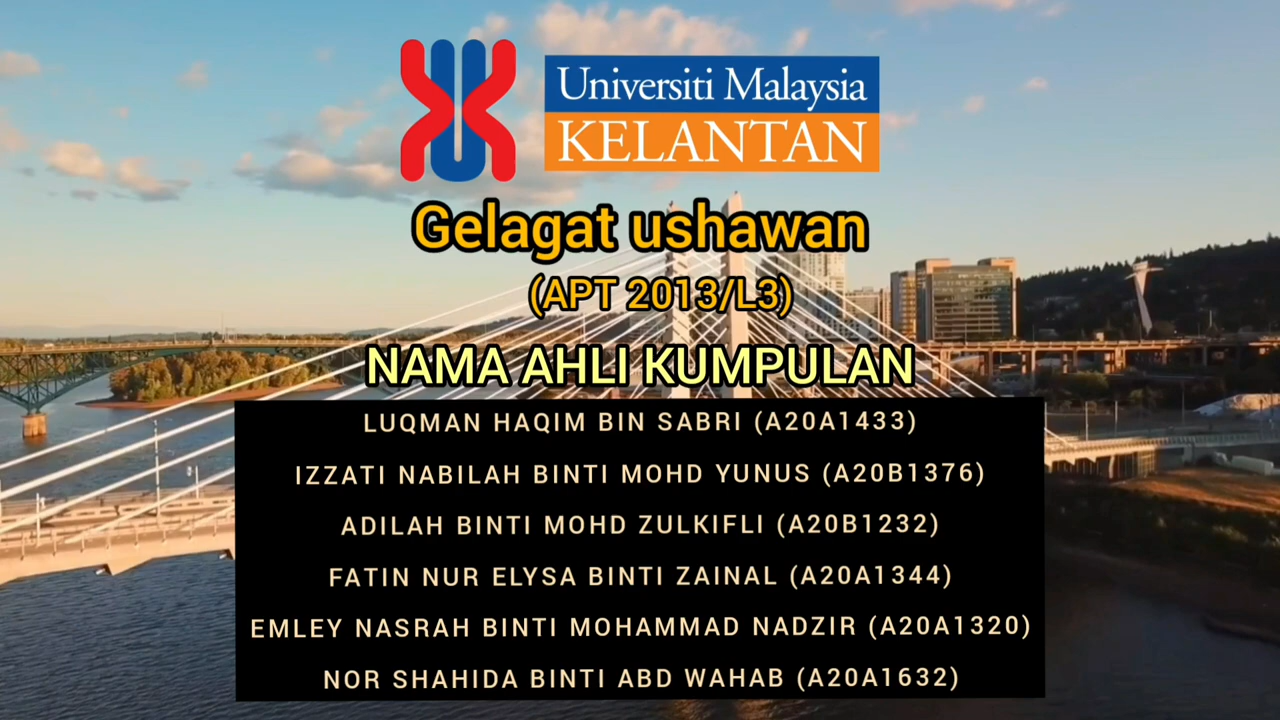 Universiti Malaysia
KELANTAN
Gelagat ushawan
(APT 2013/L3)
NAMA AHLI KUMPULAN
LUQMAN HAQIM BIN SABRI (A20A1433)
IZZATI NABILAH BINTI MOHD YUNUS (A20B1376)
ADILAH BINTI MOHD ZULKIFLI (A20B1232)
FATIN NUR ELYSA BINTI ZAINAL (A20A1344)
EMLEY NASRAH BINTI MOHAMMAD NADZIR (A20A1320)
NOR SHAHIDA BINTI ABD WAHAB (A20A1632)